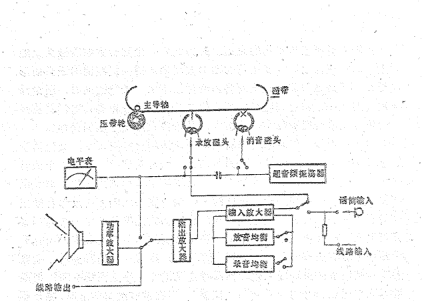 磁带
主导轴
压带轮
录放磁头
消音磁头
电平表
超音频振荡器
话筒输入
输入放大器
功率放大器
输出放大器
放音均衡
录音均衡
线路输入
线路输出